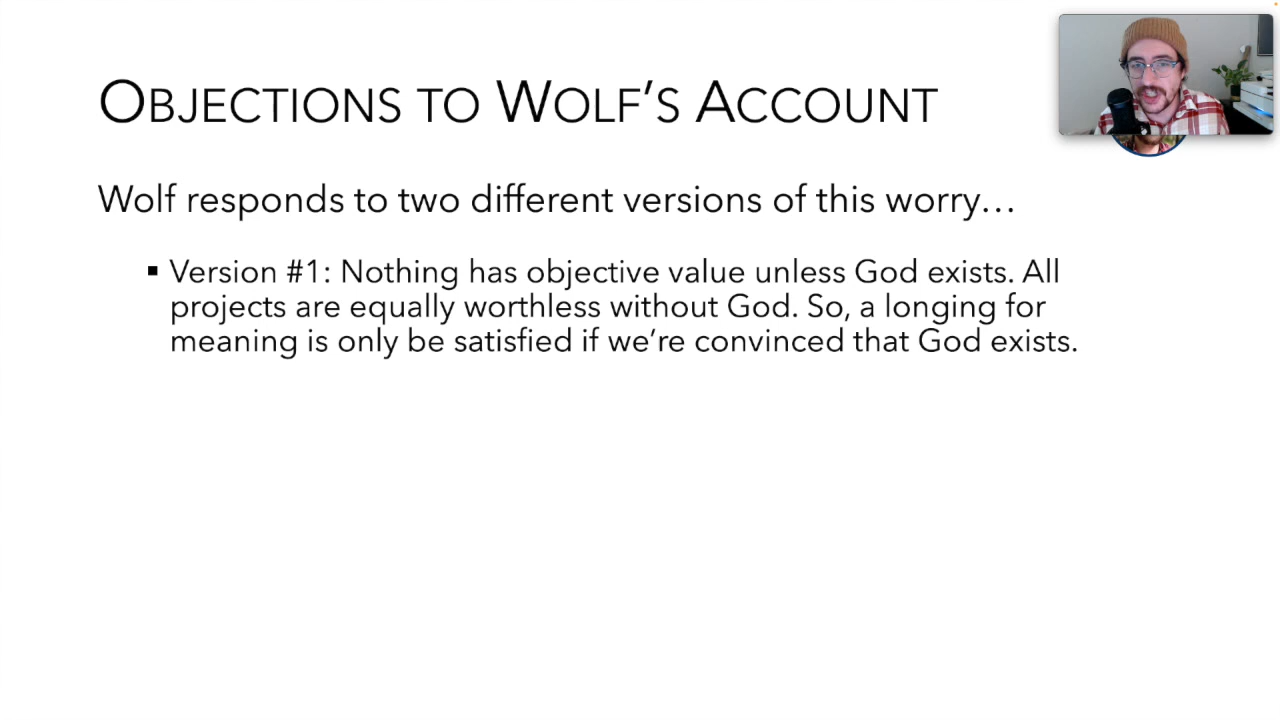 OBJECTIONS TO WOLF'S ACCOUNT
Wolf responds to two different versions of this worry…
▪ Version #1: Nothing has objective value unless God exists. All
projects are equally worthless without God. So, a longing for
meaning is only be satisfied if we're convinced that God exists.